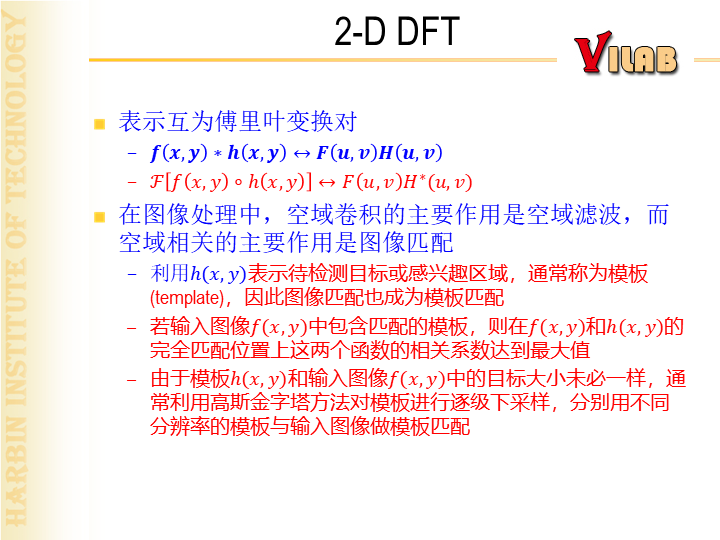 2-D DFT
VILAB
HARBIN INSTITUTE OF TECHNOLOGY
表示互为傅里叶变换对
– f(x,y)∗h(x,y)↔F(u,v)H(u,v)
– ℱ[f(x,y)∘h(x,y)]↔F(u,v)H*(u,v)
在图像处理中，空域卷积的主要作用是空域滤波，而
空域相关的主要作用是图像匹配
– 利用h(x,y)表示待检测目标或感兴趣区域，通常称为模板
(template)，因此图像匹配也成为模板匹配
– 若输入图像f(x,y)中包含匹配的模板，则在f(x,y)和h(x,y)的
完全匹配位置上这两个函数的相关系数达到最大值
– 由于模板h(x,y)和输入图像f(x,y)中的目标大小未必一样，通
常利用高斯金字塔方法对模板进行逐级下采样，分别用不同
分辨率的模板与输入图像做模板匹配